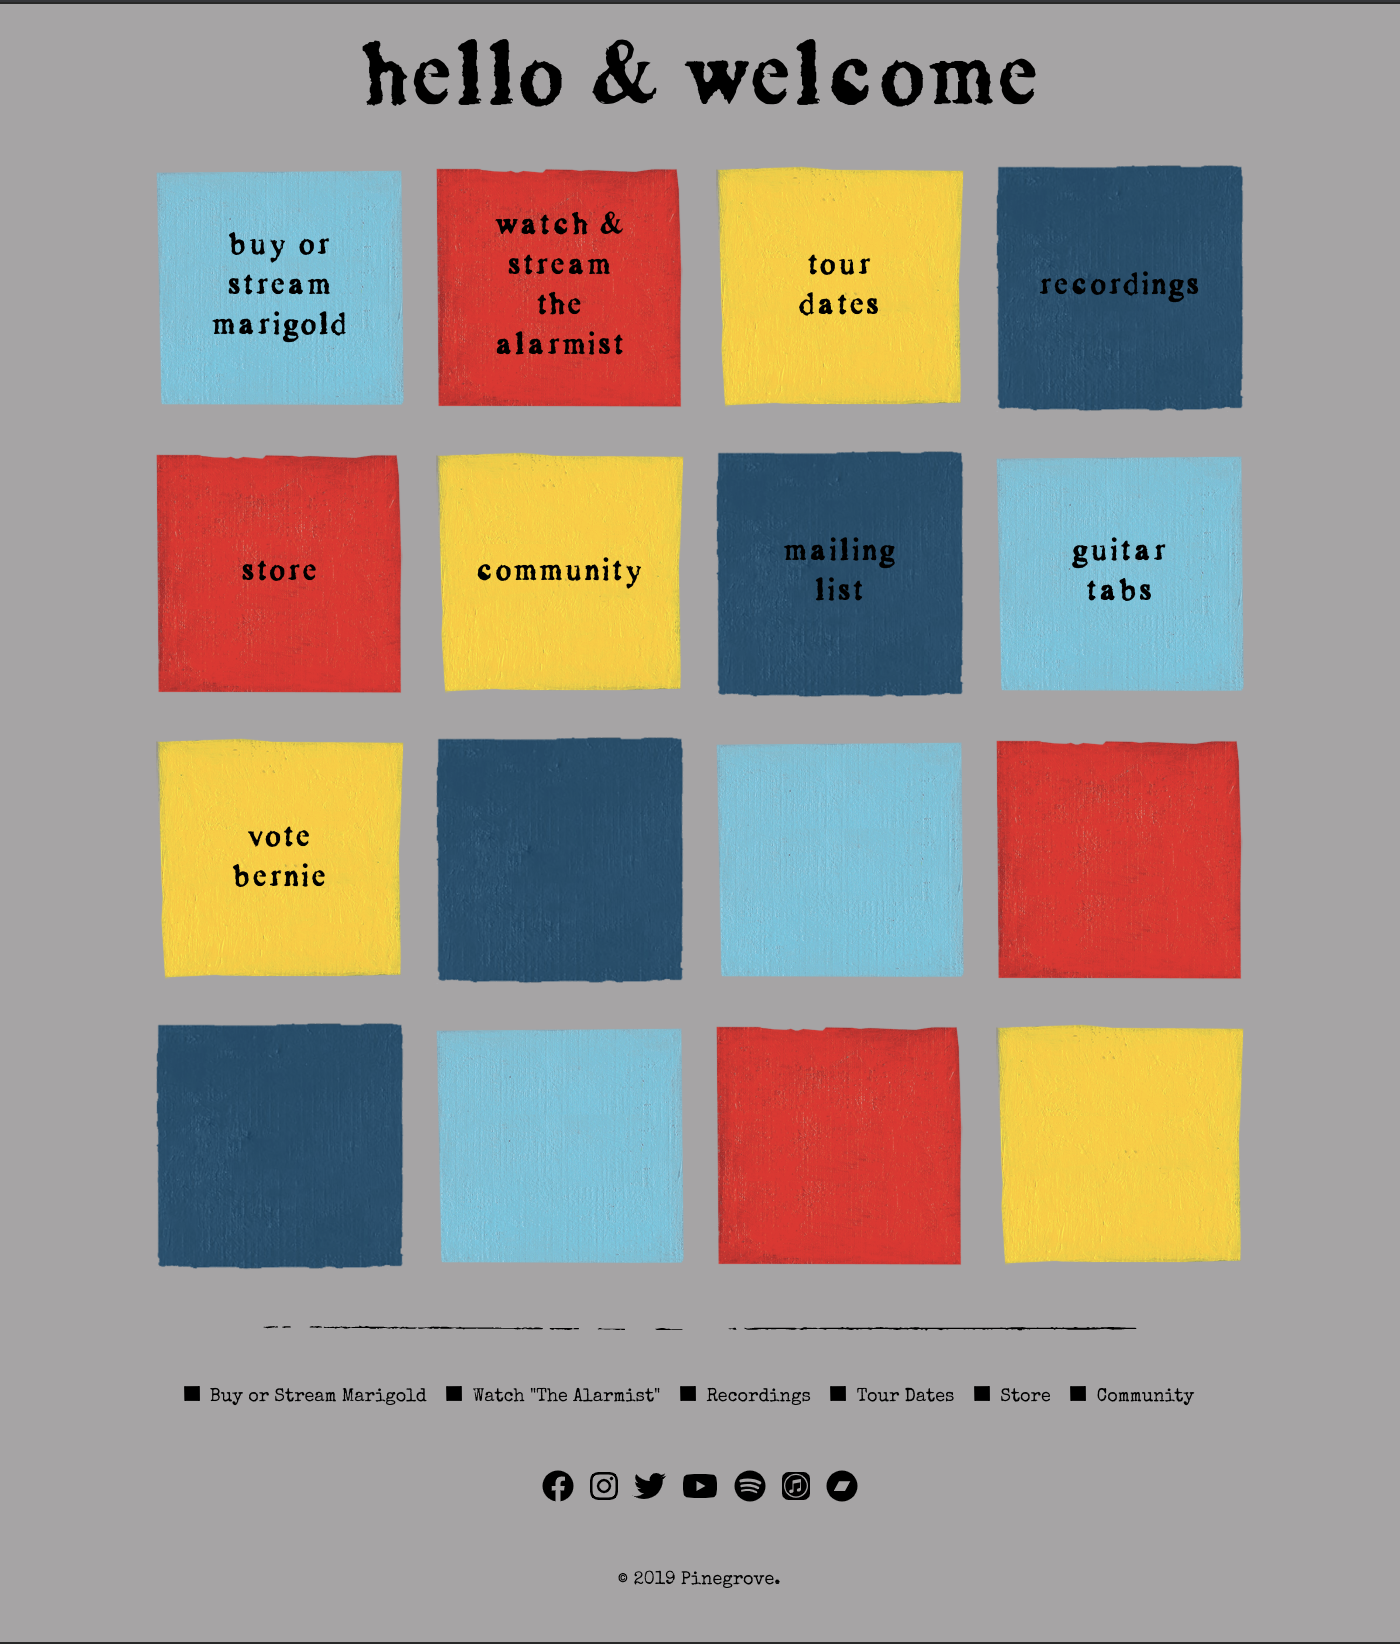 hello & welcome
buy or
stream
marigold
watch &
stream
the
alarmist
tour
dates
recordings
store
community
mailing
list
guitar
tabs
vote
bernie
Buy or Stream Marigold
Watch "The Alarmist"
Recordings
Tour Dates
Store
Community
© 2019 Pinegrove.